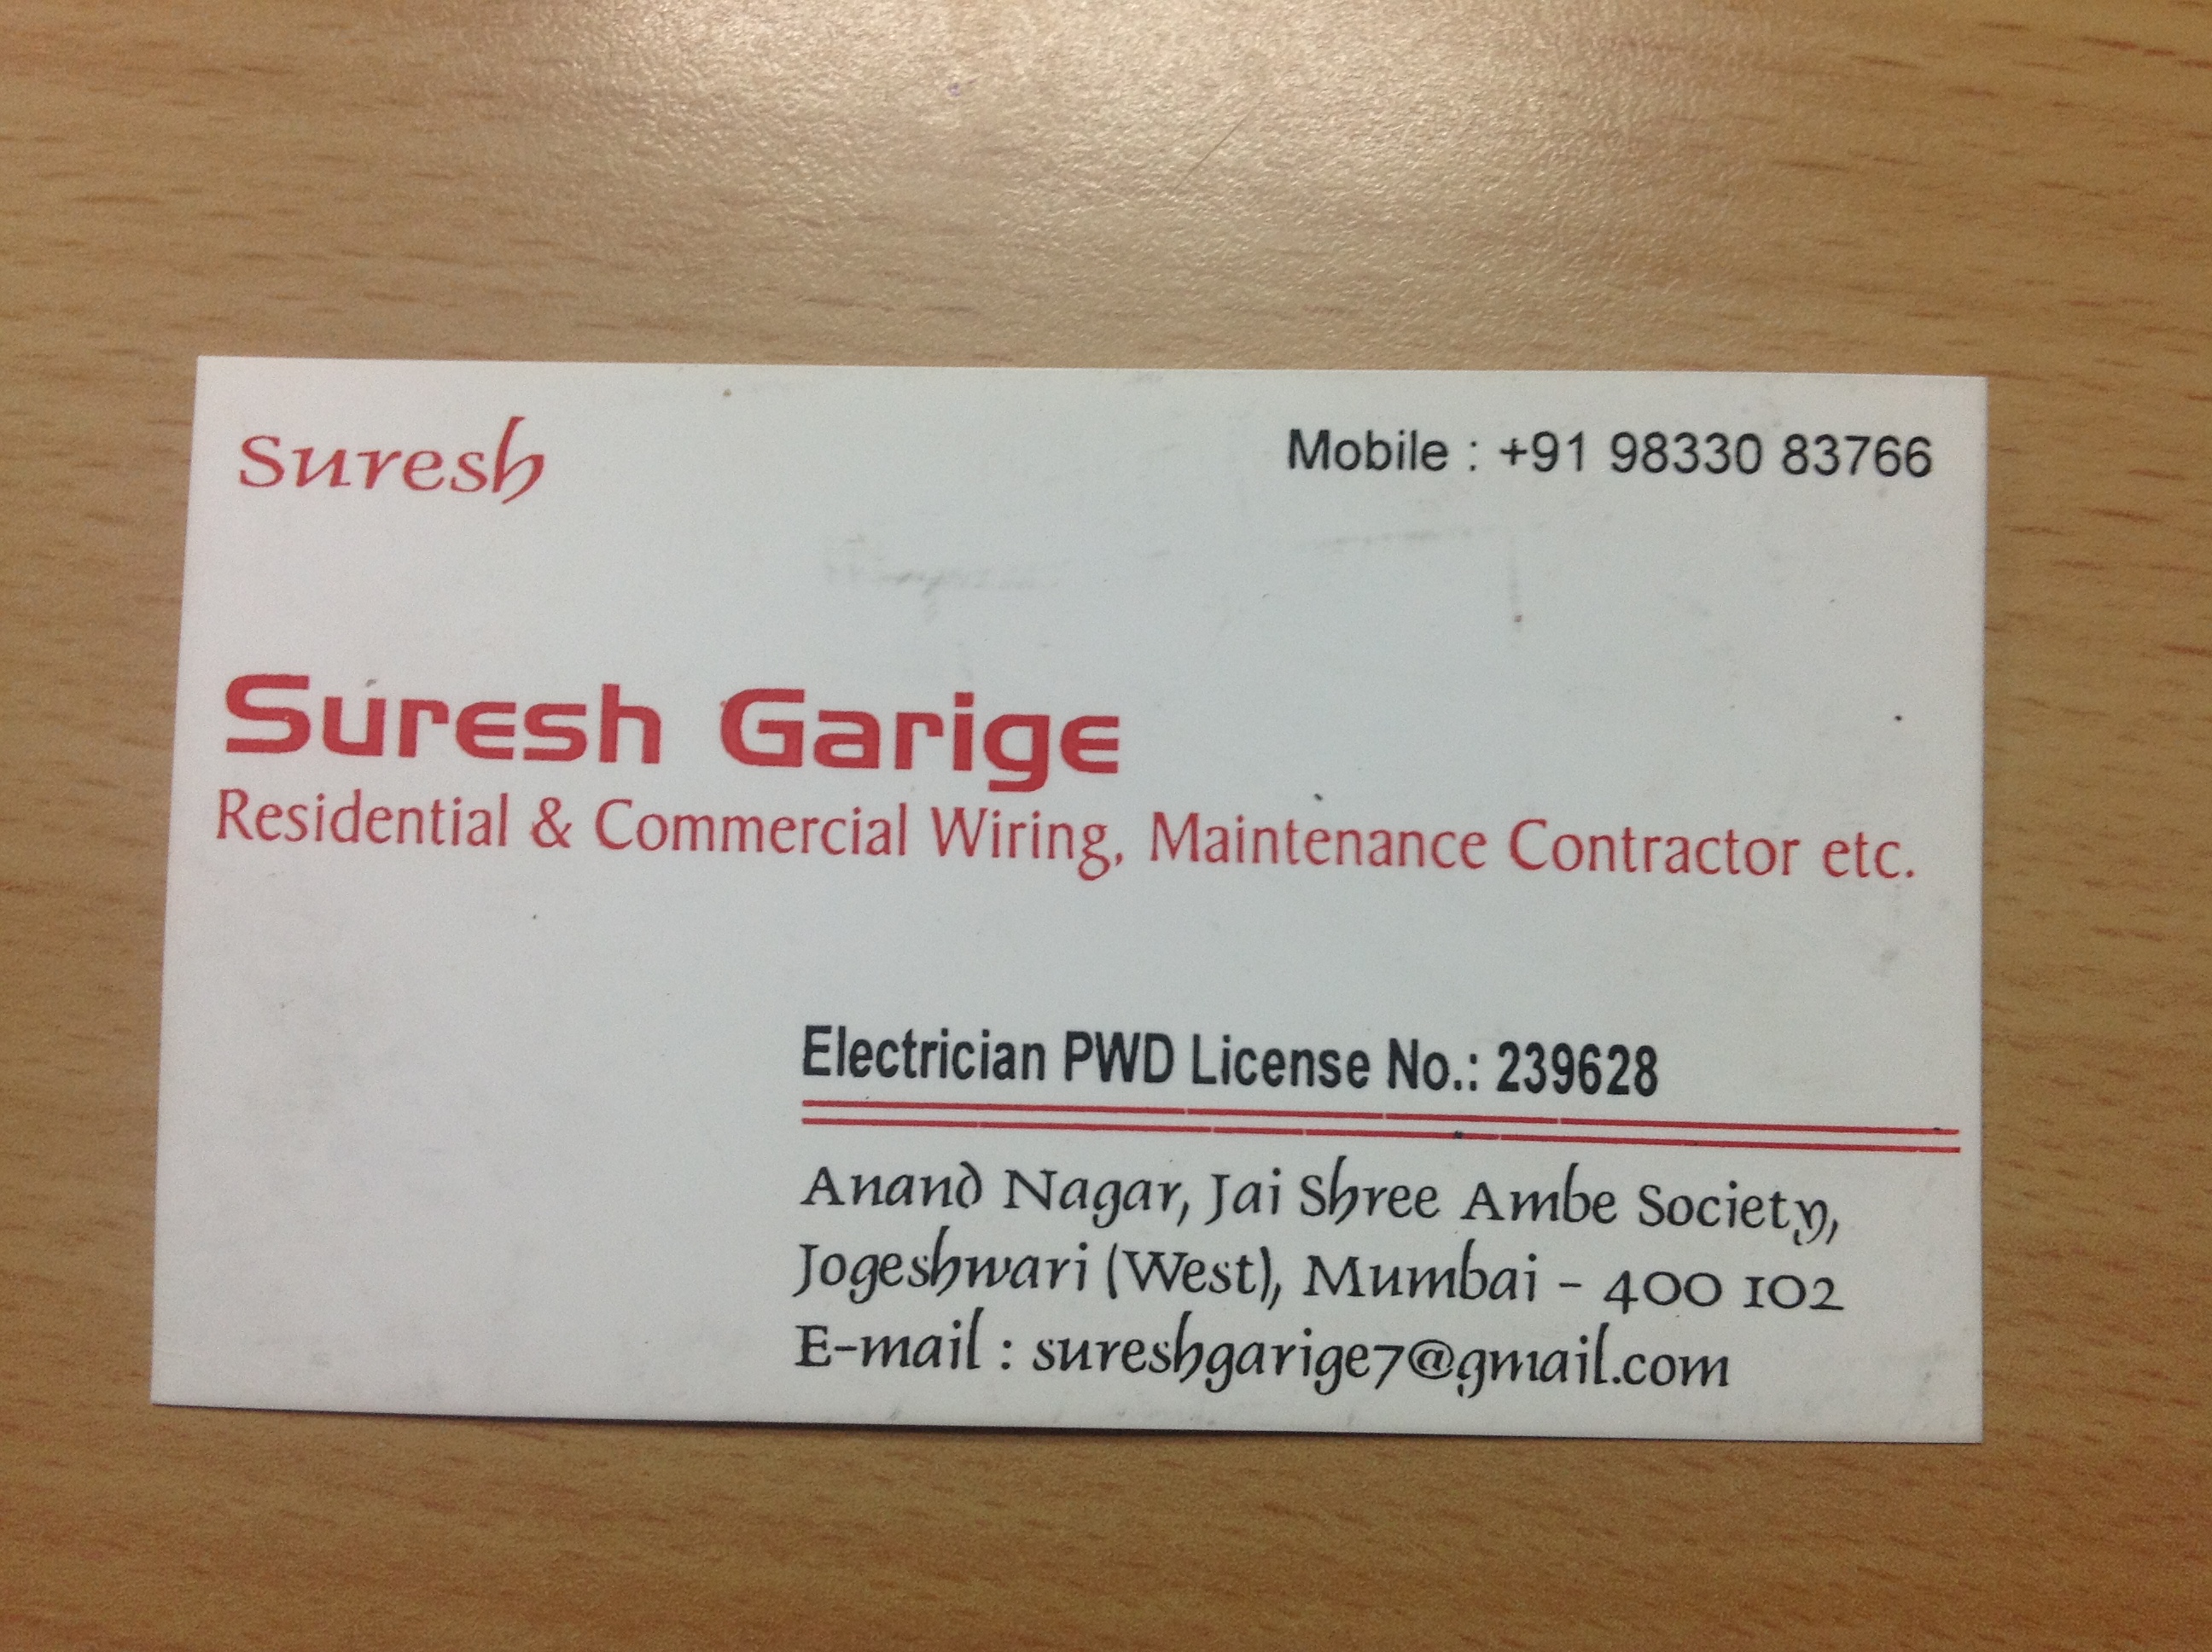 Suresh
Mobile : +91 98330 83766
Suresh Garige
Residential & Commercial Wiring, Maintenance Contractor etc.
Electrician PWD License No.: 239628
Anand Nagar, Jai Shree Ambe Society,
Jogeshwari (West), Mumbai - 400 102
E-mail : sureshgarige7@gmail.com